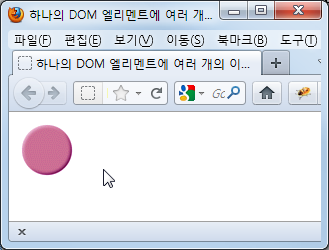 하나의 DOM 엘리먼트에 여러 개...
파일(F) 편집(E) 보기(V) 이동(S) 북마크(B) 도구(T)
하나의 DOM 엘리먼트에 여러 개의 이...